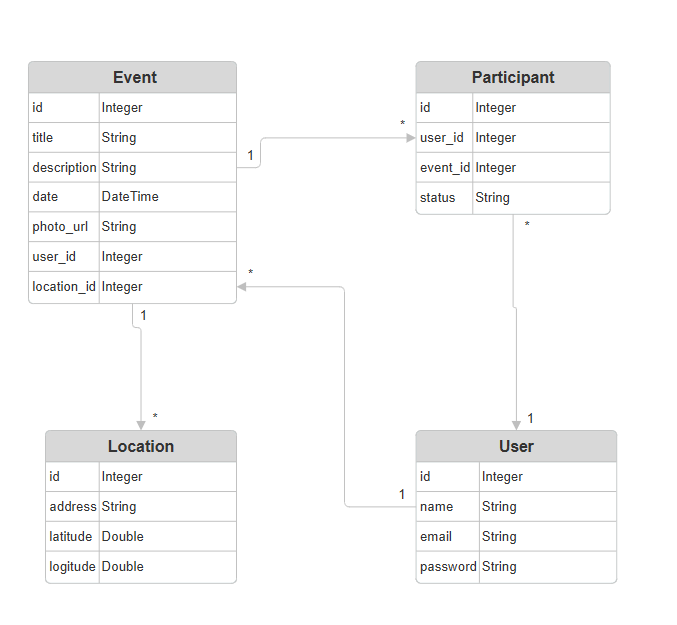 Event
id Integer
title String
description String
date DateTime
photo_url String
user_id Integer
location_id Integer
1
*
Participant
id Integer
user_id Integer
event_id Integer
status String
*
*
1
1
*
1
Location
id Integer
address String
latitude Double
logitude Double
User
id Integer
name String
email String
password String